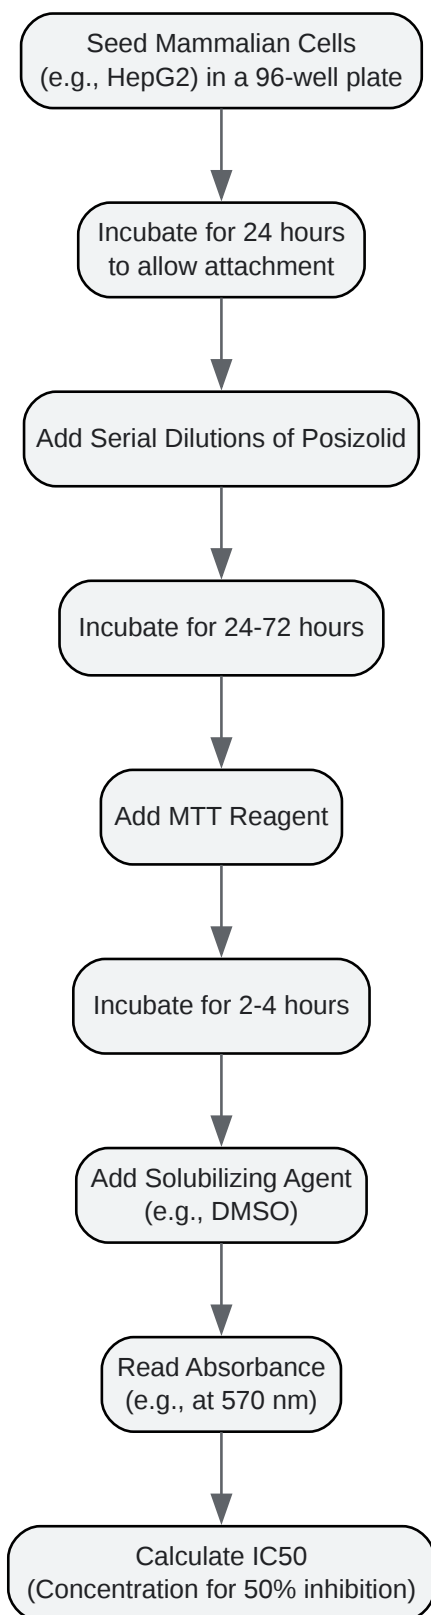 Seed Mammalian Cells
(e.g., HepG2) in a 96-well plate
Incubate for 24 hours
to allow attachment
Add Serial Dilutions of Posizolid
Incubate for 24-72 hours
Add MTT Reagent
Incubate for 2-4 hours
Add Solubilizing Agent
(e.g., DMSO)
Read Absorbance
(e.g., at 570 nm)
Calculate IC50
(Concentration for 50% inhibition)